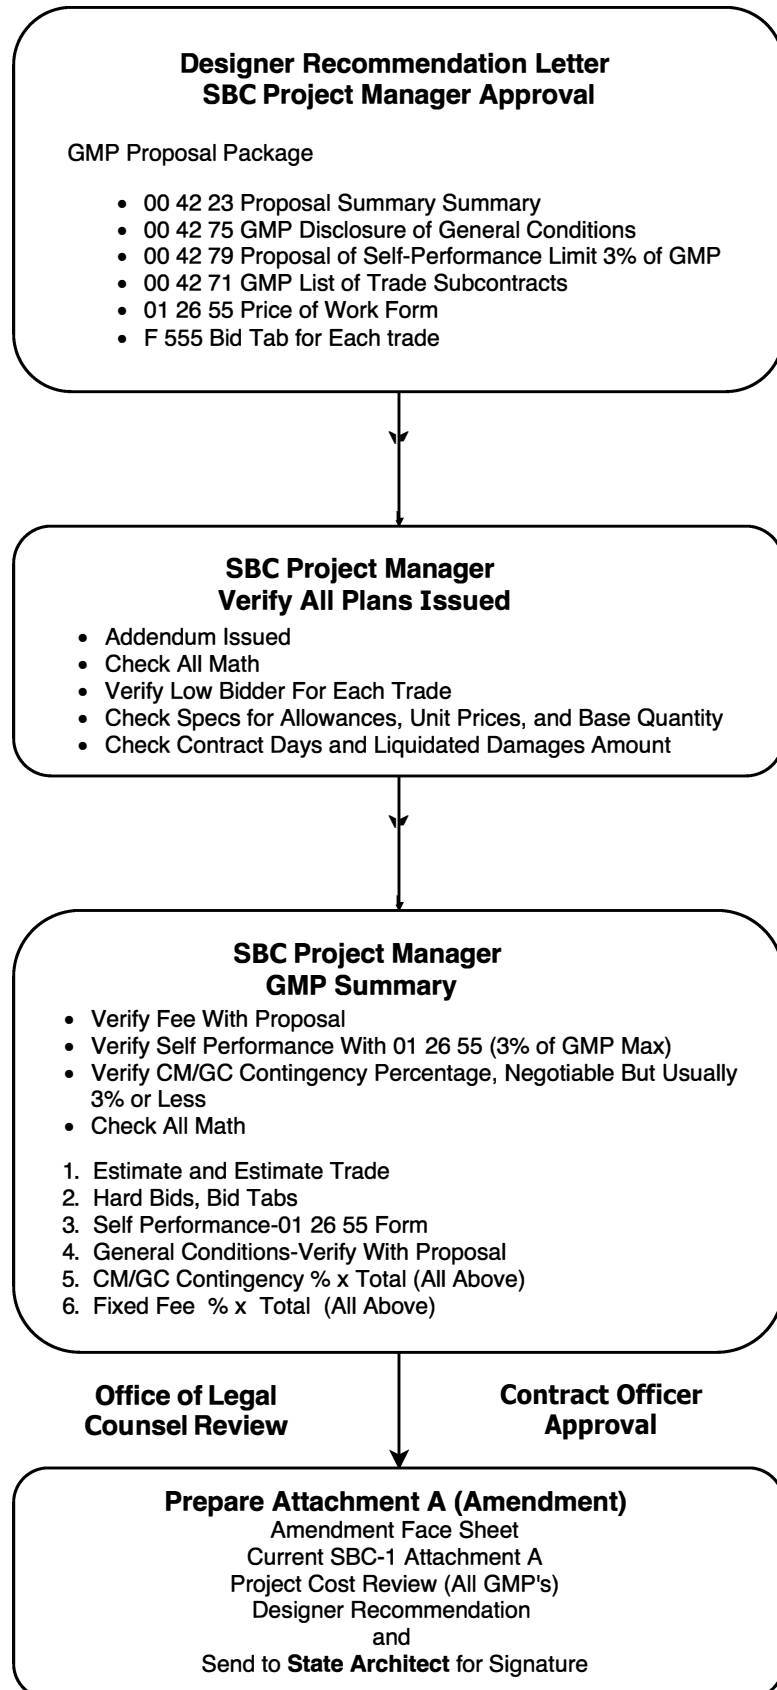 Designer Recommendation Letter
SBC Project Manager Approval
GMP Proposal Package
• 00 42 23 Proposal Summary Summary
• 00 42 75 GMP Disclosure of General Conditions
• 00 42 79 Proposal of Self-Performance Limit 3% of GMP
• 00 42 71 GMP List of Trade Subcontracts
• 01 26 55 Price of Work Form
• F 555 Bid Tab for Each trade
SBC Project Manager
Verify All Plans Issued
• Addendum Issued
• Check All Math
• Verify Low Bidder For Each Trade
• Check Specs for Allowances, Unit Prices, and Base Quantity
• Check Contract Days and Liquidated Damages Amount
SBC Project Manager
GMP Summary
• Verify Fee With Proposal
• Verify Self Performance With 01 26 55 (3% of GMP Max)
• Verify CM/GC Contingency Percentage, Negotiable But Usually
3% or Less
• Check All Math
1. Estimate and Estimate Trade
2. Hard Bids, Bid Tabs
3. Self Performance-01 26 55 Form
4. General Conditions-Verify With Proposal
5. CM/GC Contingency % x Total (All Above)
6. Fixed Fee % x Total (All Above)
Office of Legal
Counsel Review
Contract Officer
Approval
Prepare Attachment A (Amendment)
Amendment Face Sheet
Current SBC-1 Attachment A
Project Cost Review (All GMP's)
Designer Recommendation
and
Send to State Architect for Signature